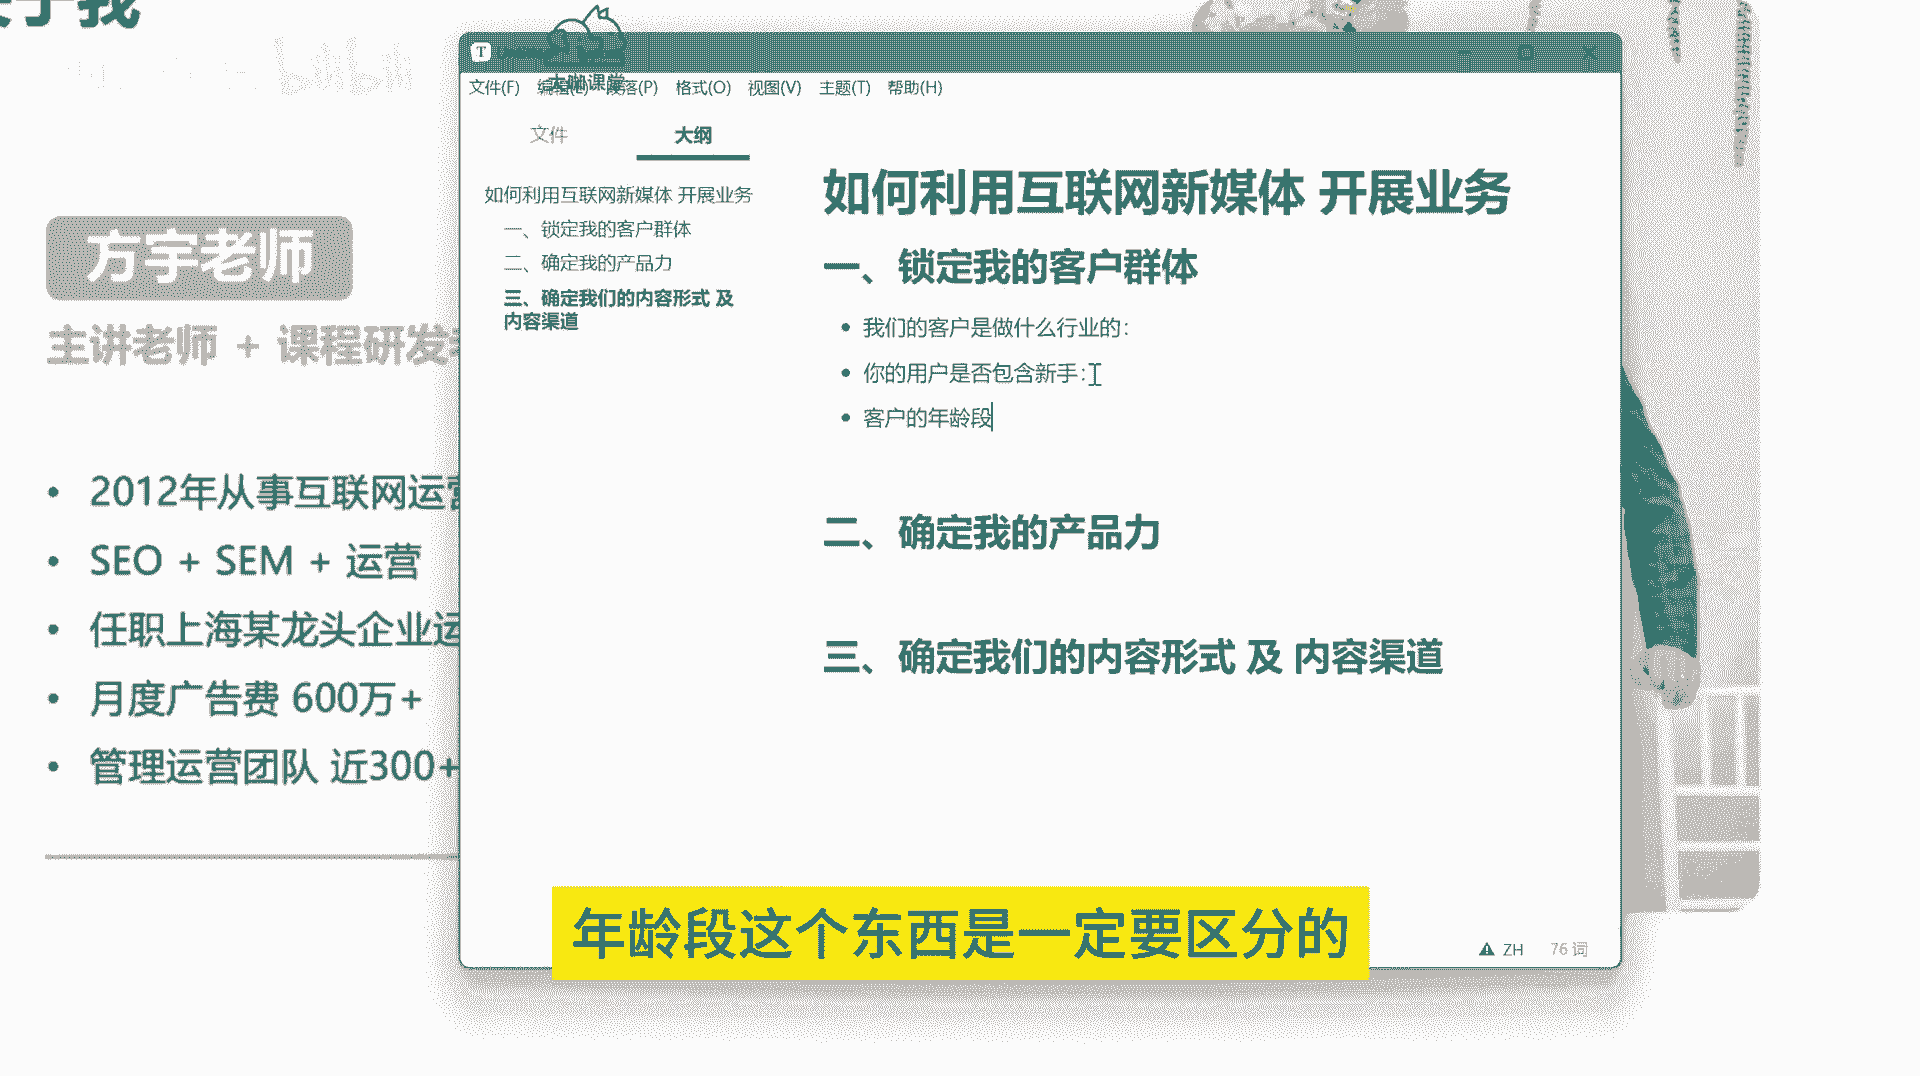 于我
bilibili
方宇老师
主讲老师 + 课程研发
• 2012年从事互联网运营
• SEO + SEM + 运营
• 任职上海某龙头企业运
• 月度广告费 600万+
• 管理运营团队 近300+
T
大咖课堂
文件(F) 编辑(E) 段落(P) 格式(O) 视图(V) 主题(T) 帮助(H)
文件 大纲
如何利用互联网新媒体 开展业务
一、锁定我的客户群体
二、确定我的产品力
三、确定我们的内容形式 及
内容渠道
如何利用互联网新媒体 开展业务
一、锁定我的客户群体
• 我们的客户是做什么行业的：
• 你的用户是否包含新手：
• 客户的年龄段
二、确定我的产品力
三、确定我们的内容形式 及 内容渠道
ZH 76 词
年龄段这个东西是一定要区分的